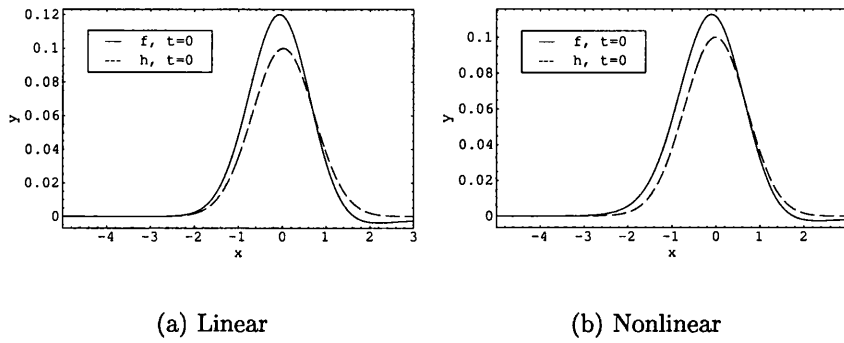 0.12
0.1
0.08
0.06
0.04
0.02
0
y
f, t=0
h, t=0
-4 -3 -2 -1 0 1 2 3
x
(a) Linear
0.12
0.1
0.08
0.06
0.04
0.02
0
y
f, t=0
h, t=0
-4 -3 -2 -1 0 1 2
x
(b) Nonlinear